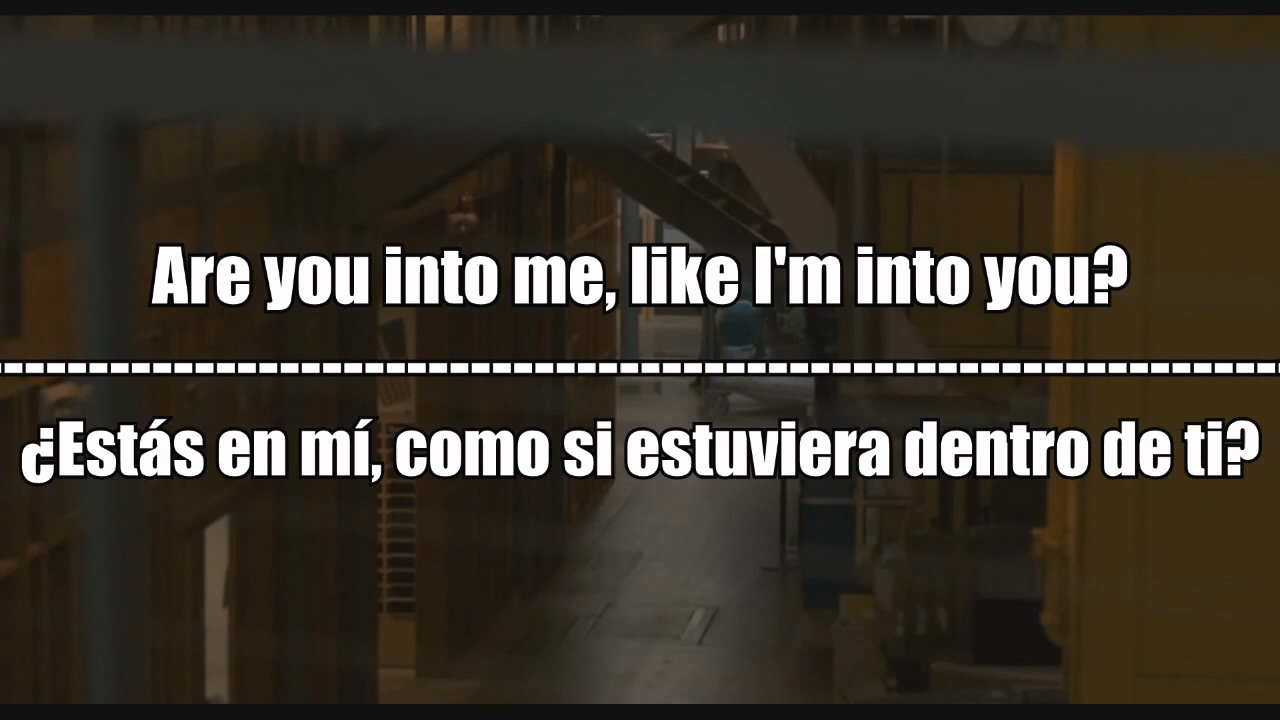 Are you into me, like I'm into you?
¿Estás en mí, como si estuviera dentro de ti?